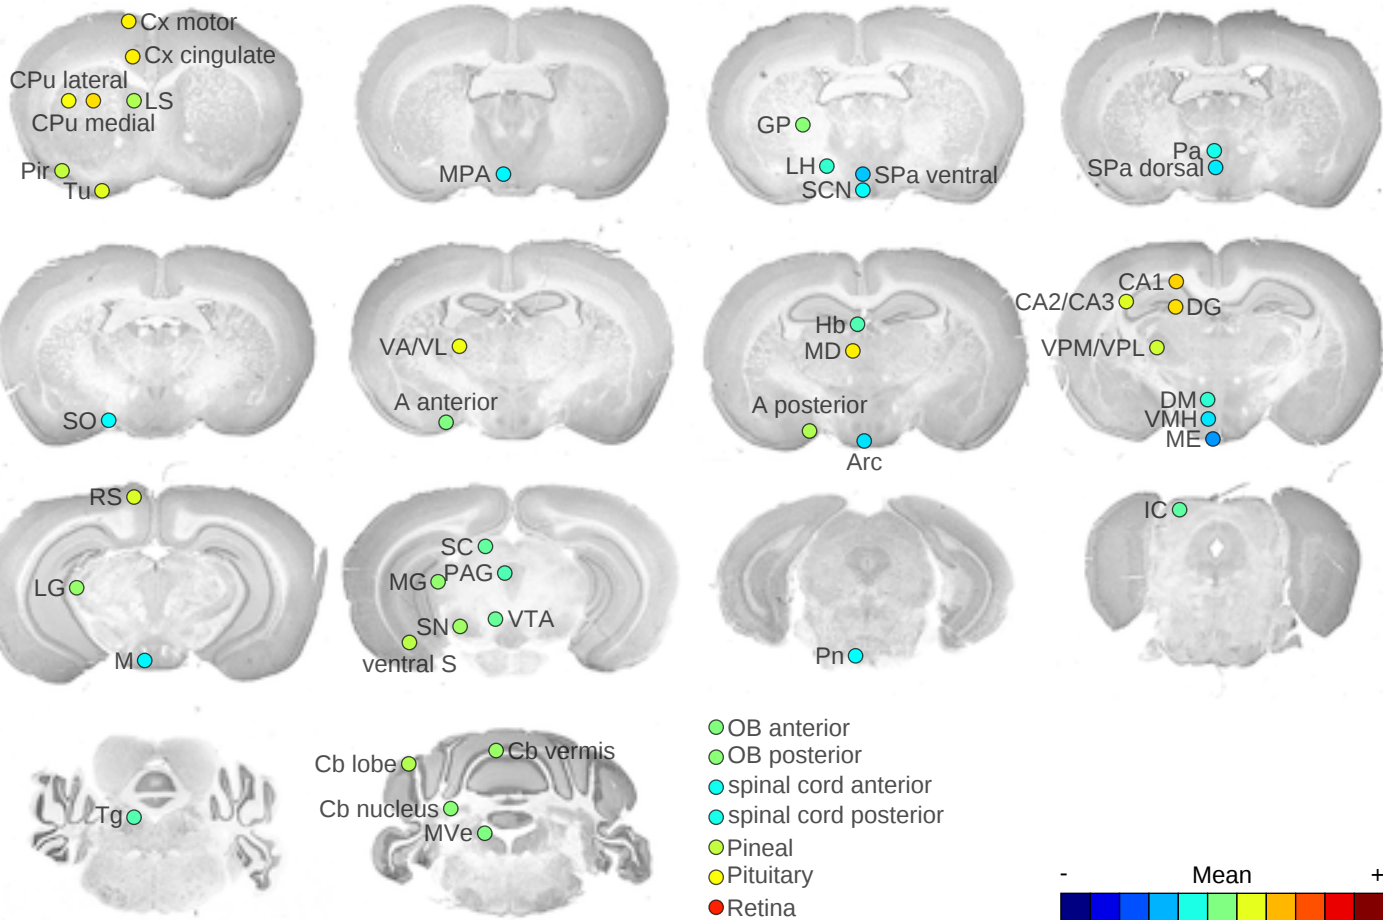 Cx motor
Cx cingulate
CPu lateral
LS
CPu medial
Pir
Tu
MPA
GP
LH
SPa ventral
SCN
Pa
SPa dorsal
SO
VA/VL
A anterior
Hb
MD
A posterior
Arc
CA1
CA2/CA3
DG
VPM/VPL
DM
VMH
ME
RS
LG
M
SC
PAG
MG
VTA
SN
ventral S
Pn
IC
Tg
Cb lobe
Cb vermis
Cb nucleus
MVe
OB anterior
OB posterior
spinal cord anterior
spinal cord posterior
Pineal
Pituitary
Retina
- Mean +